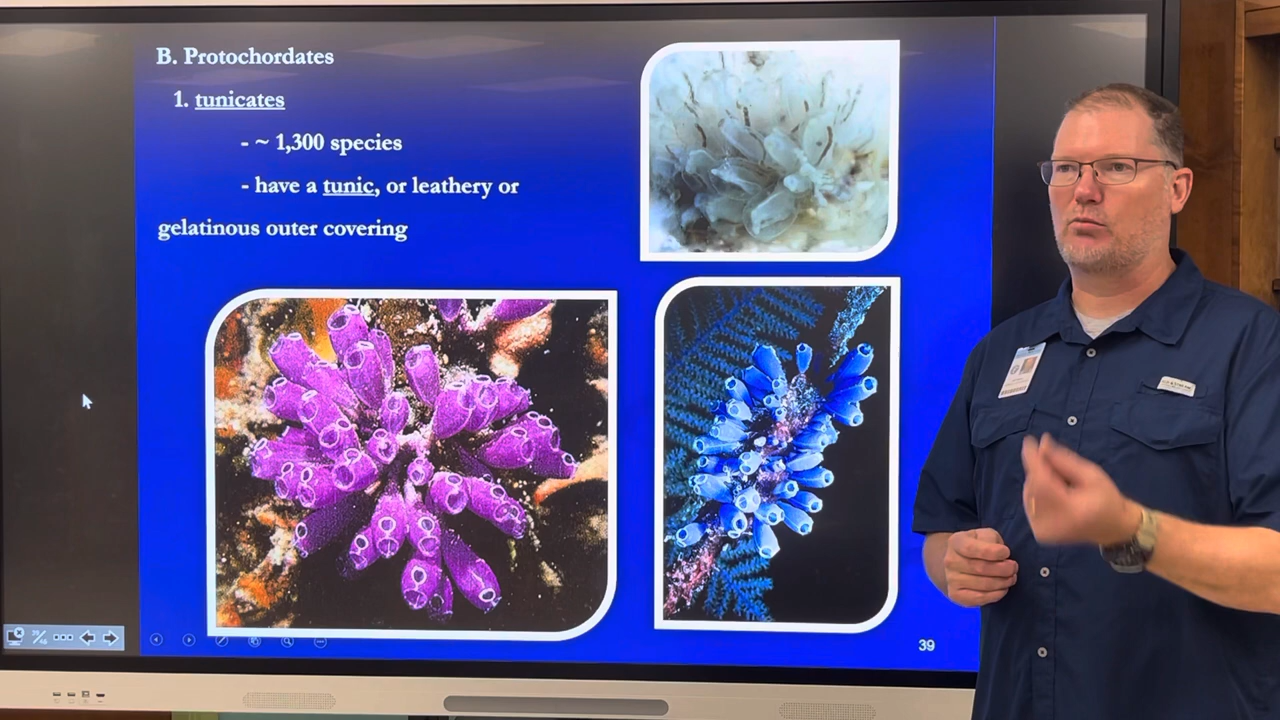 B. Protochordates
1. tunicates
- ~ 1,300 species
- have a tunic, or leathery or
gelatinous outer covering
39